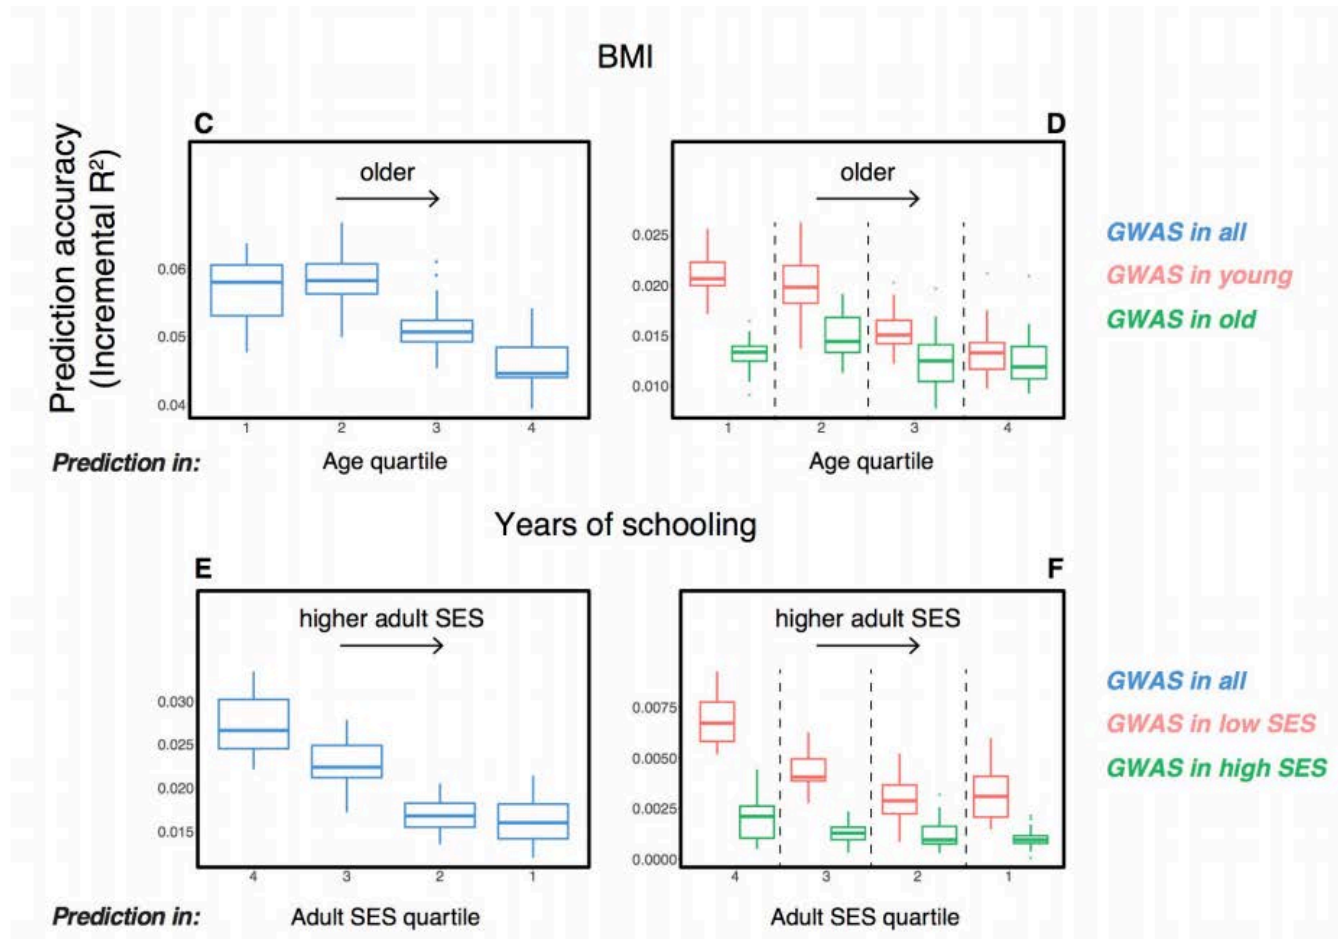 BMI
C
D
Prediction accuracy
(Incremental R²)
older
older
0.06
0.05
0.04
0.025
0.020
0.015
0.010
GWAS in all
GWAS in young
GWAS in old
1 2 3 4
1 2 3 4
Prediction in:
Age quartile
Age quartile
Years of schooling
E
F
higher adult SES
higher adult SES
0.030
0.025
0.020
0.015
0.0075
0.0050
0.0025
0.0000
GWAS in all
GWAS in low SES
GWAS in high SES
4 3 2 1
4 3 2 1
Prediction in:
Adult SES quartile
Adult SES quartile